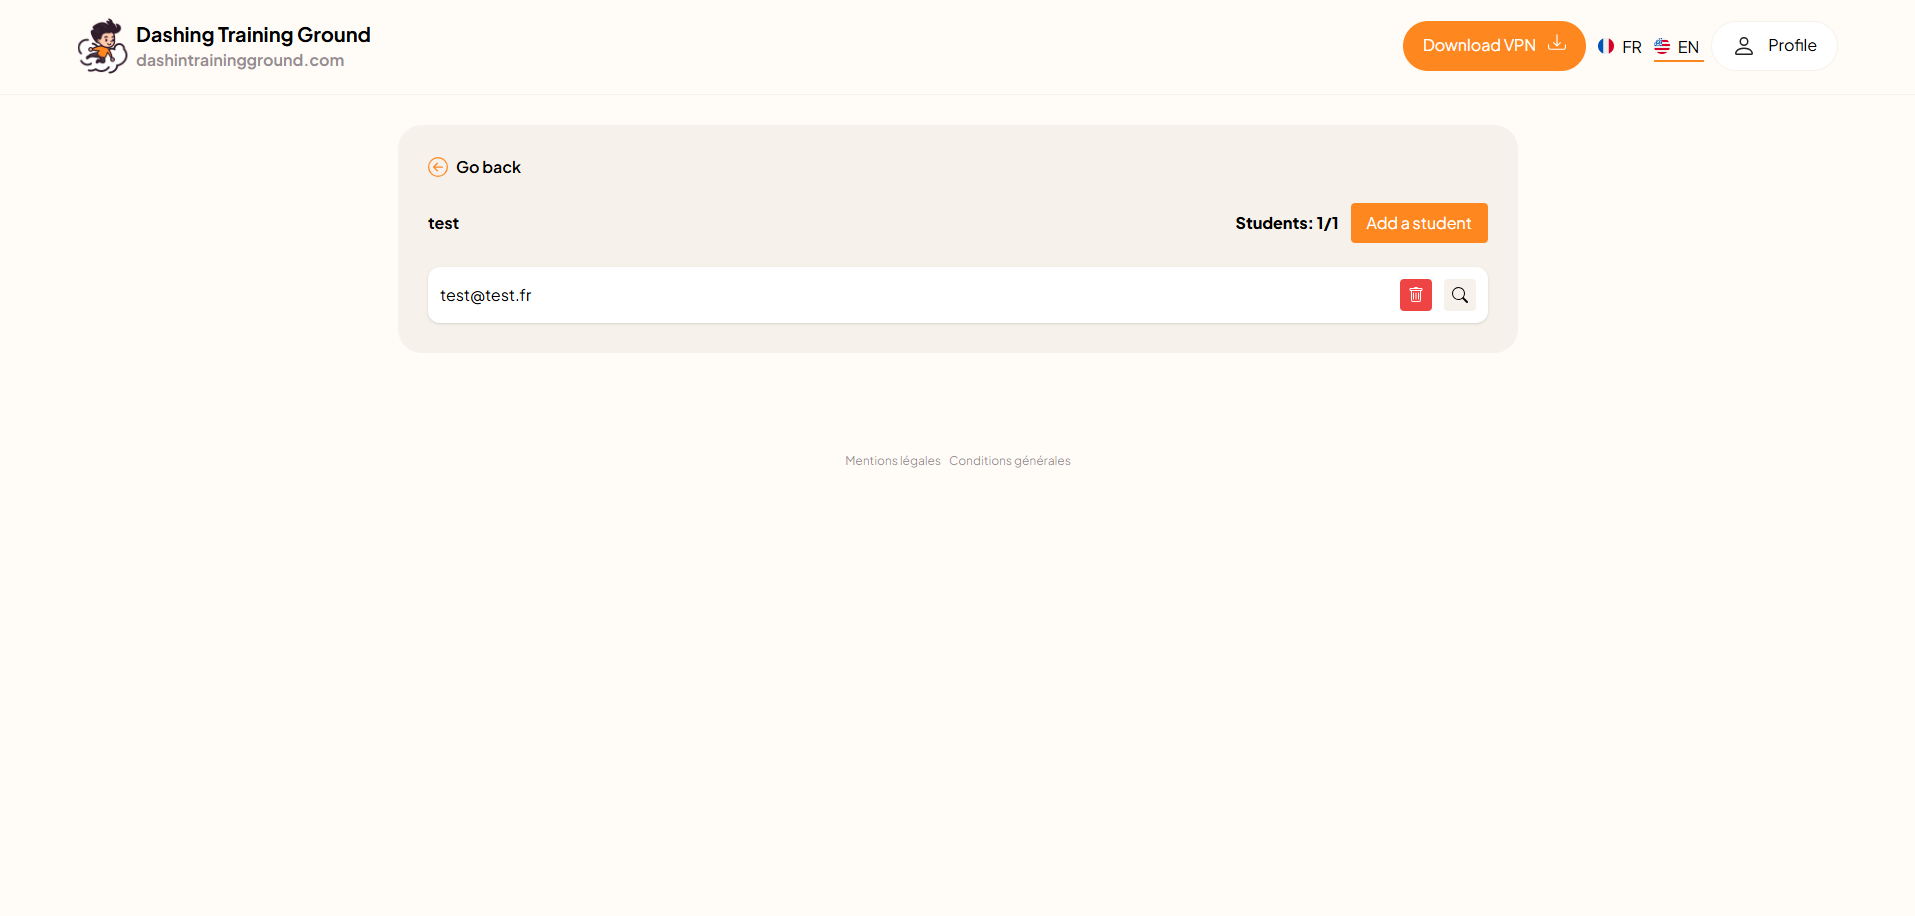 Dashing Training Ground
dashintrainingground.com
Download VPN
FR
EN
Profile
Go back
test
Students: 1/1
Add a student
test@test.fr
Mentions légales Conditions générales